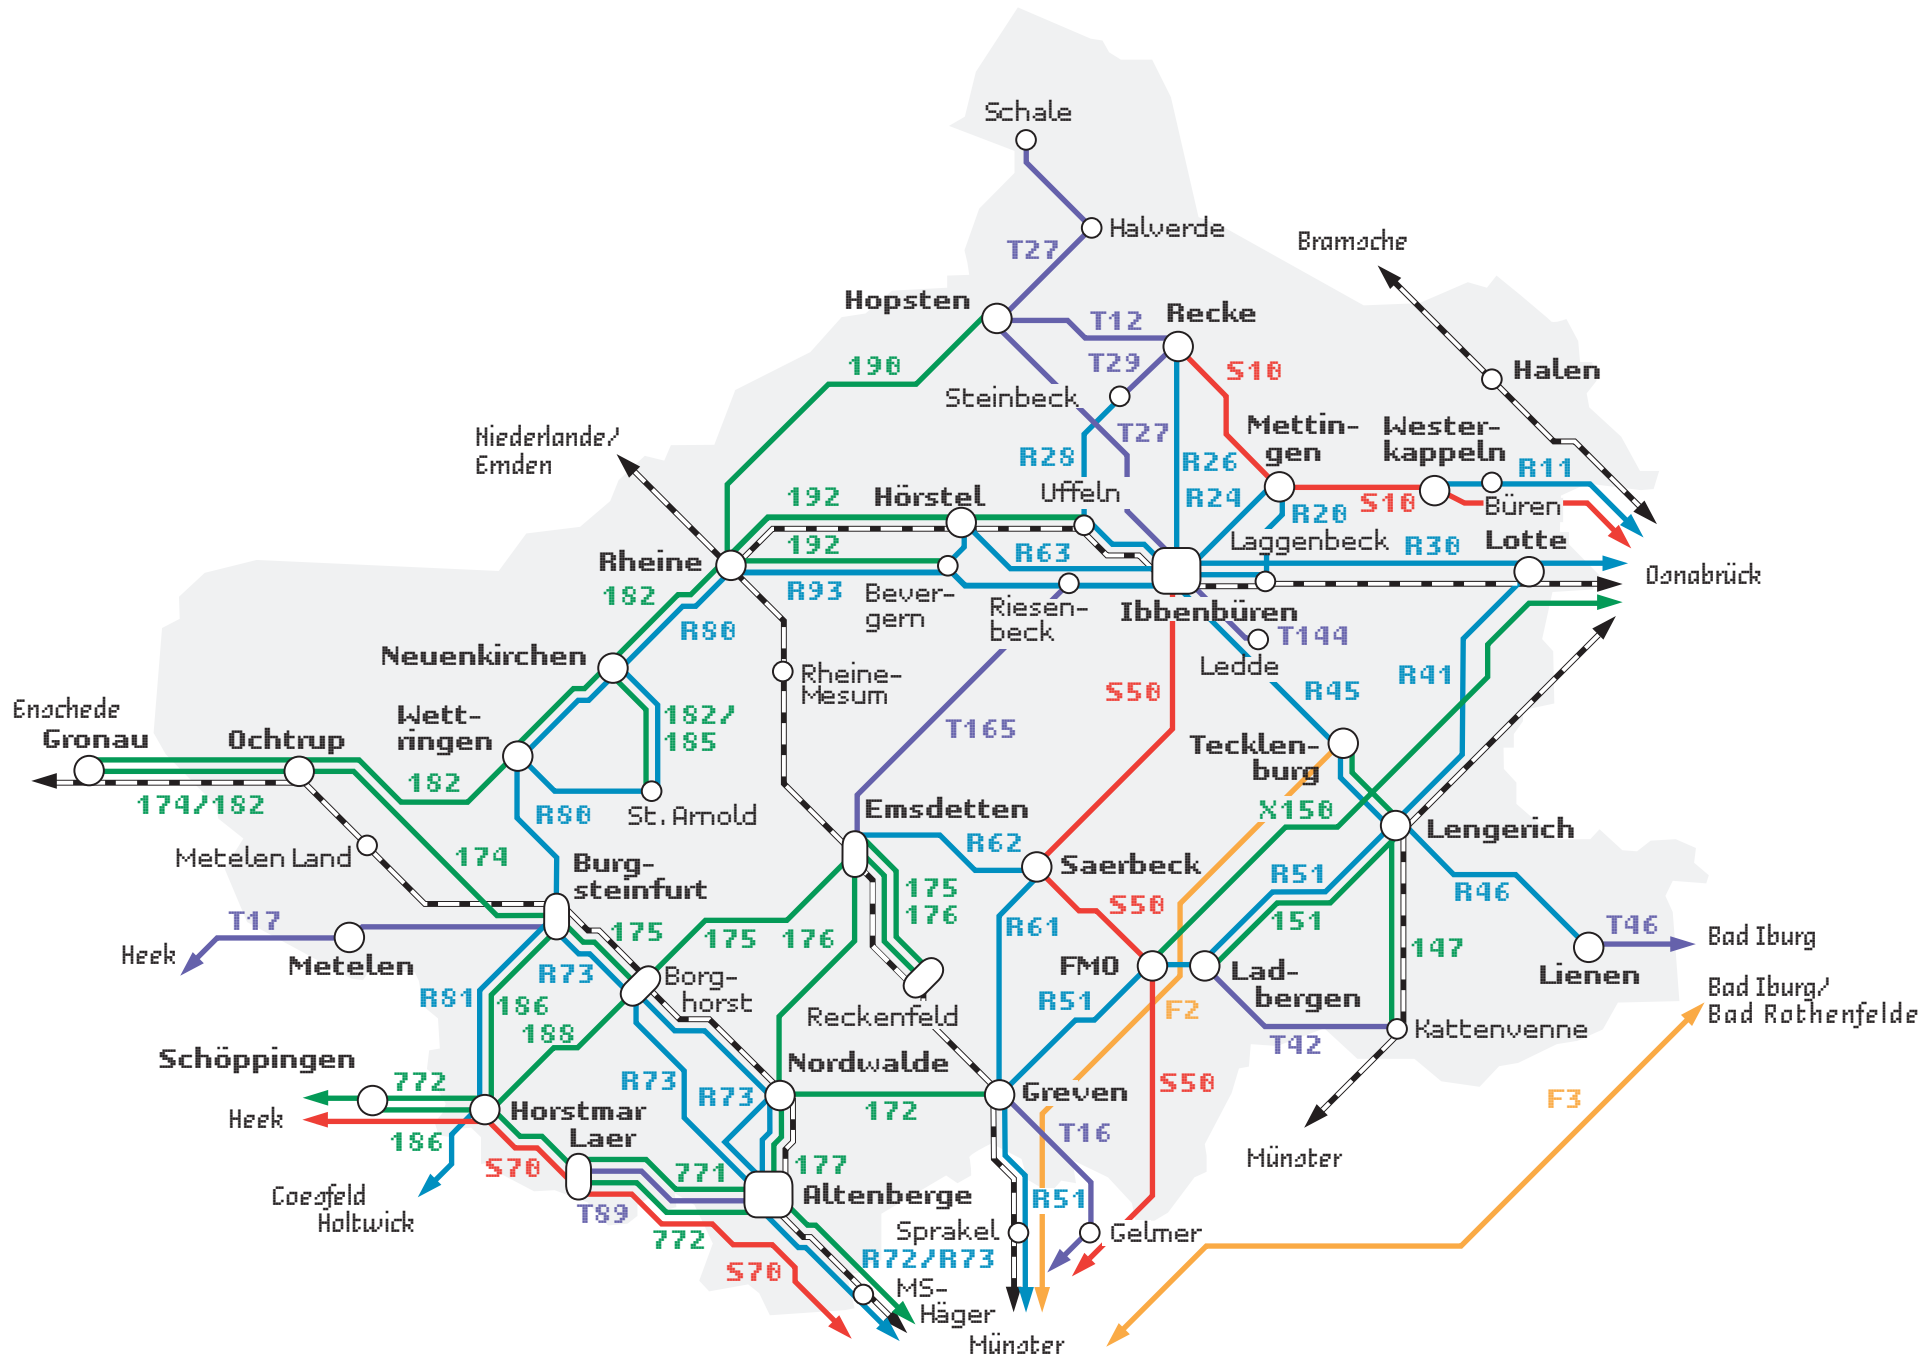 Schale
Halverde
T27
Bramsche
Hopsten
T12
Recke
190
T29
S10
Halen
Steinbeck
Niederlande/
Emden
T27
Mettin-
gen
Wester-
kappeln
R28
R26
R11
192
Hörstel
Uffeln
R24
R20
S10
Büren
192
R63
Laggenbeck
R30
Lotte
Rheine
182
R93
Bever-
gern
Riesen-
beck
Ibbenbüren
Osnabrück
R80
Neuenkirchen
T144
Ledde
Rheine-
Mesum
S50
R45
R41
Enschede
Gronau
Ochtrup
Wett-
ringen
182/
185
T165
Tecklen-
burg
174/182
182
R80
St. Arnold
Emsdetten
X150
Metelen Land
174
R62
Lengerich
Burg-
steinfurt
Saerbeck
175
176
R51
R46
T17
175
175
176
R61
S50
151
147
T46
Bad Iburg
Heek
Metelen
R73
Borg-
horst
FMO
Lad-
bergen
Lienen
R81
186
188
Reckenfeld
R51
F2
T42
Kattenvenne
Bad Iburg/
Bad Rothenfelde
Schöppingen
772
Nordwalde
R73
R73
172
Greven
S50
F3
Heek
186
Horstmar
Laer
T16
Münster
S70
771
177
Coesfeld
Holtwick
T89
Altenberge
R51
772
Sprakel
Gelmer
S70
R72/R73
MS-
Häger
Münster